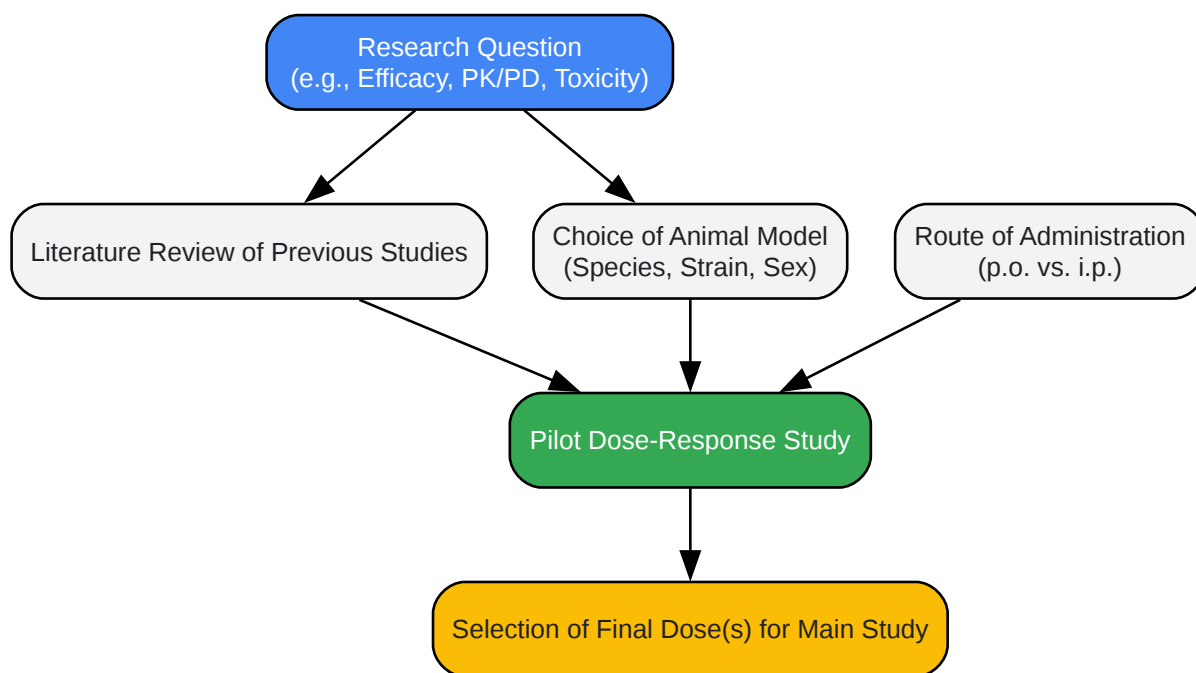 Research Question
(e.g., Efficacy, PK/PD, Toxicity)
Literature Review of Previous Studies
Choice of Animal Model
(Species, Strain, Sex)
Route of Administration
(p.o. vs. i.p.)
Pilot Dose-Response Study
Selection of Final Dose(s) for Main Study